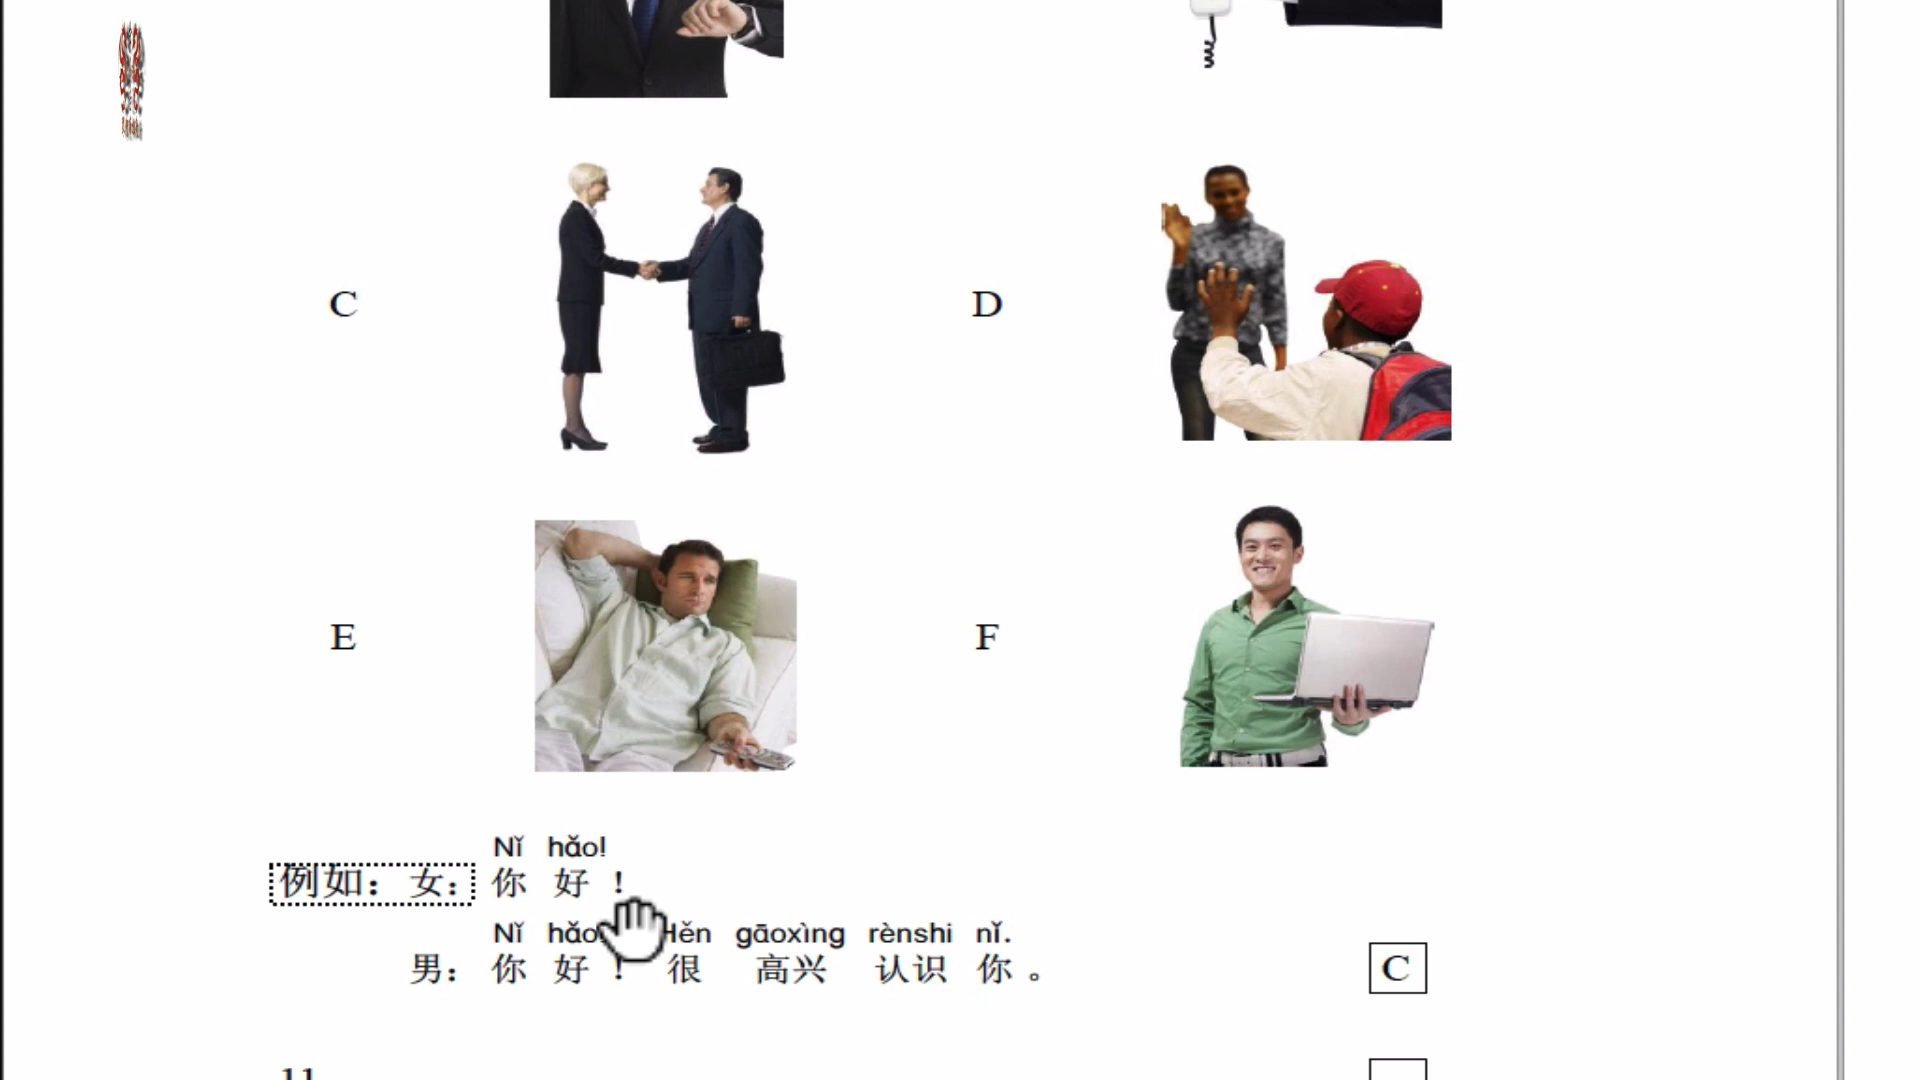 C
D
E
F
Nǐ hǎo!
例如：女：你 好 ！
Nǐ hǎo! Hěn gāoxìng rènshi nǐ.
男：你 好 ！ 很 高兴 认识 你 。
C
11